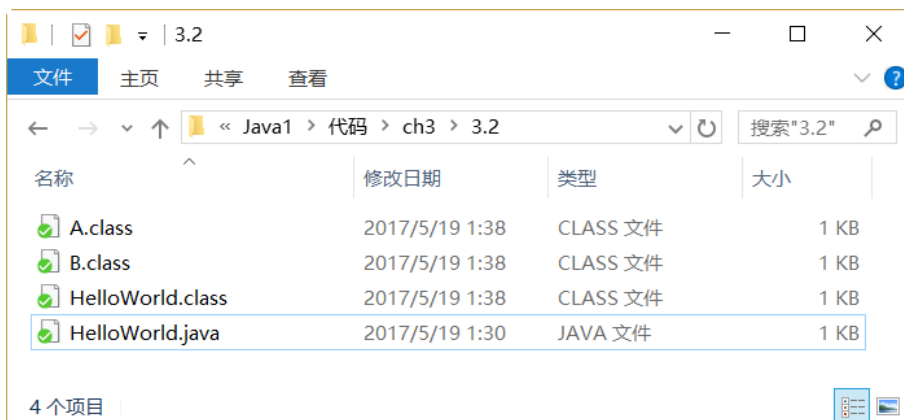 3.2
文件 主页 共享 查看
« Java1 > 代码 > ch3 > 3.2 搜索"3.2"
名称 修改日期 类型 大小
A.class 2017/5/19 1:38 CLASS 文件 1 KB
B.class 2017/5/19 1:38 CLASS 文件 1 KB
HelloWorld.class 2017/5/19 1:38 CLASS 文件 1 KB
HelloWorld.java 2017/5/19 1:30 JAVA 文件 1 KB
4 个项目